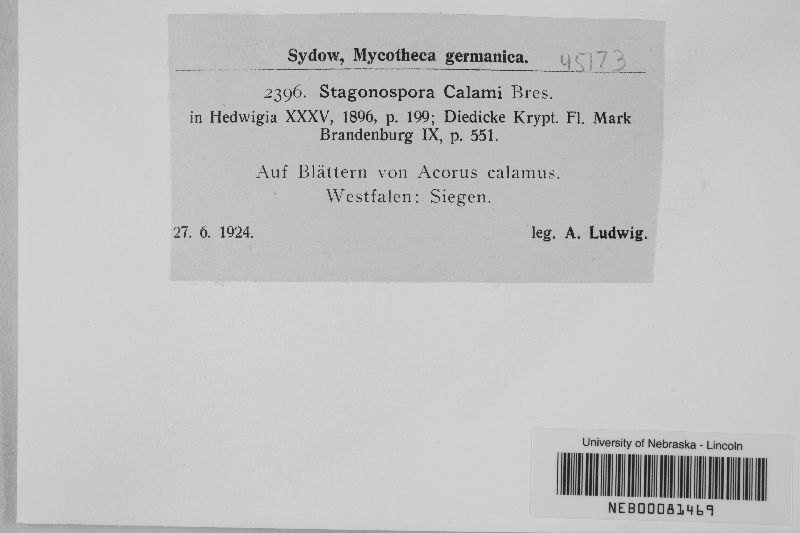 Sydow, Mycotheca germanica. 45173
2396. Stagonospora Calami Bres.
in Hedwigia XXXV, 1896, p. 199; Diedicke Krypt. Fl. Mark
Brandenburg IX, p. 551.
Auf Blättern von Acorus calamus.
Westfalen: Siegen.
27. 6. 1924. leg. A. Ludwig.
University of Nebraska - Lincoln
NEB00081469